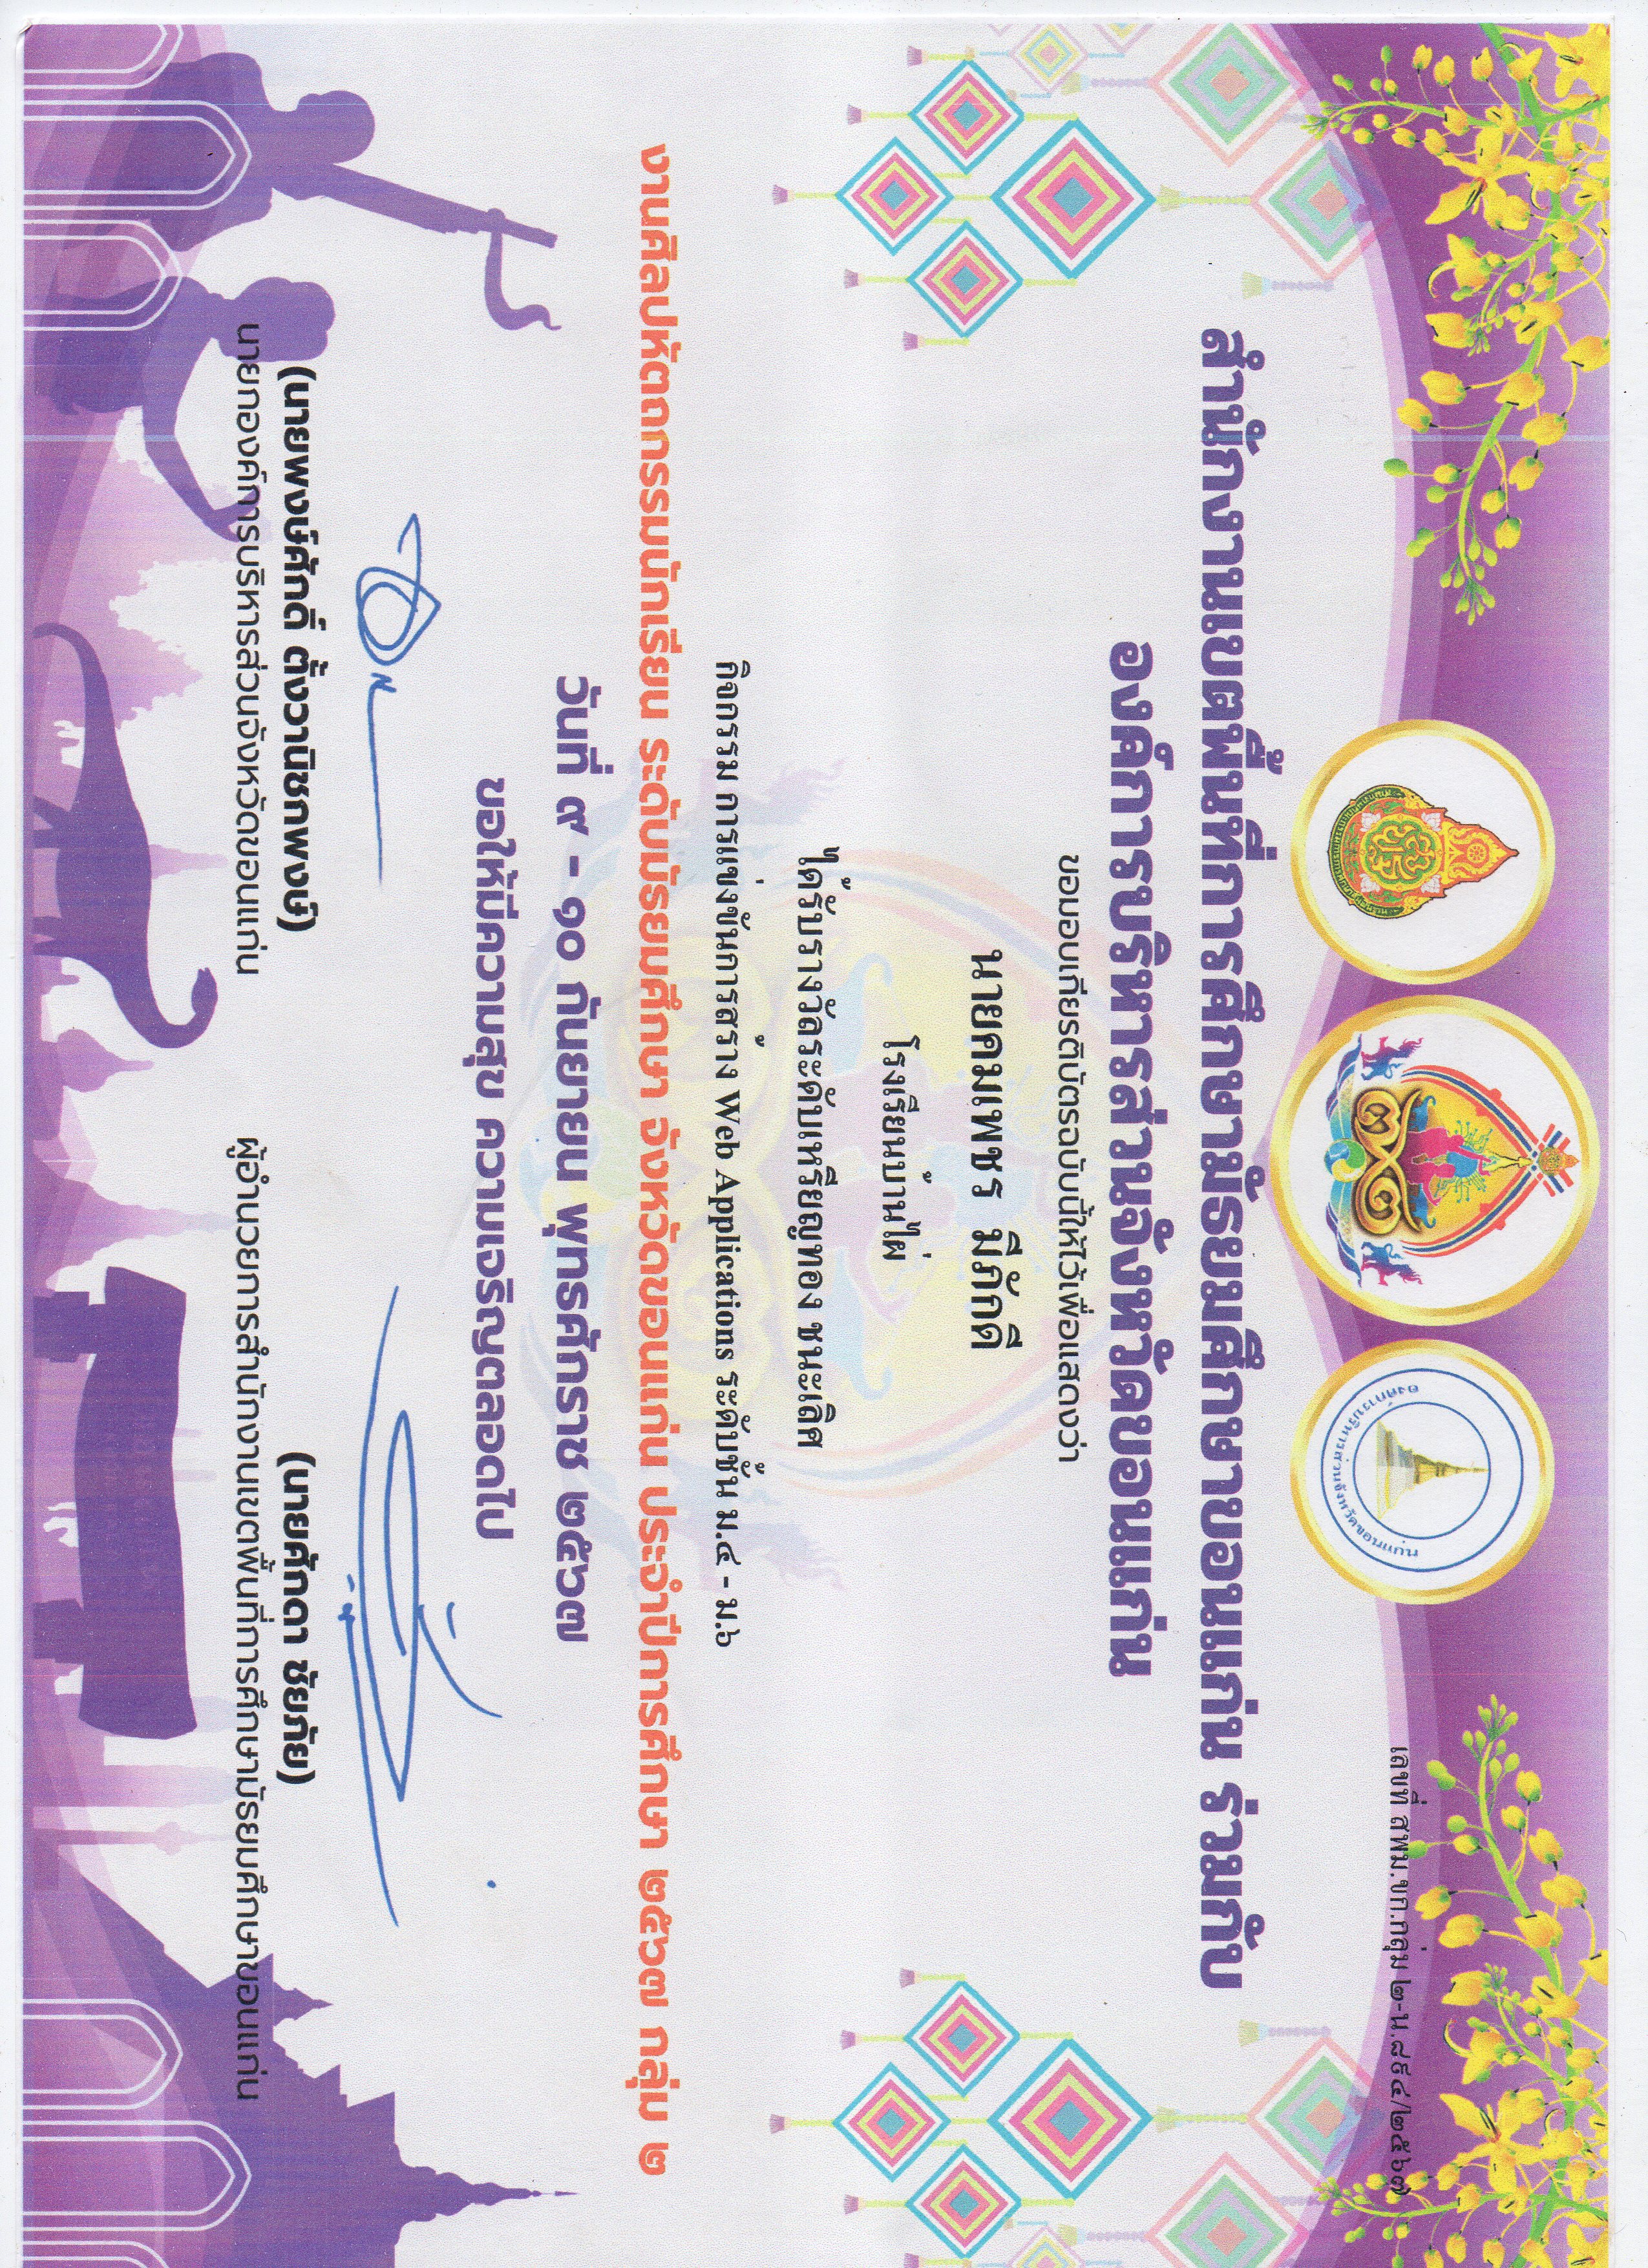 องค์การบริหารส่วนจังหวัดขอนแก่น
เลขที่ สพม.ขก.กลุ่ม ๒-น.๘๙๔/๒๕๖๗
สำนักงานเขตพื้นที่การศึกษามัธยมศึกษาขอนแก่น ร่วมกับ
องค์การบริหารส่วนจังหวัดขอนแก่น
ขอมอบเกียรติบัตรฉบับนี้ให้ไว้เพื่อแสดงว่า
นายคมเพชร มีภักดี
โรงเรียนบ้านไผ่
ได้รับรางวัลระดับเหรียญทอง ชนะเลิศ
กิจกรรม การแข่งขันการสร้าง Web Applications ระดับชั้น ม.๔ - ม.๖
งานศิลปหัตถกรรมนักเรียน ระดับมัธยมศึกษา จังหวัดขอนแก่น ประจำปีการศึกษา ๒๕๖๗ กลุ่ม ๒
วันที่ ๙ - ๑๐ กันยายน พุทธศักราช ๒๕๖๗
ขอให้มีความสุข ความเจริญตลอดไป
(นายพงษ์ศักดิ์ ตั้งวานิชกพงษ์)
นายกองค์การบริหารส่วนจังหวัดขอนแก่น
(นายศักดา ชัยภัย)
ผู้อำนวยการสำนักงานเขตพื้นที่การศึกษามัธยมศึกษาขอนแก่น